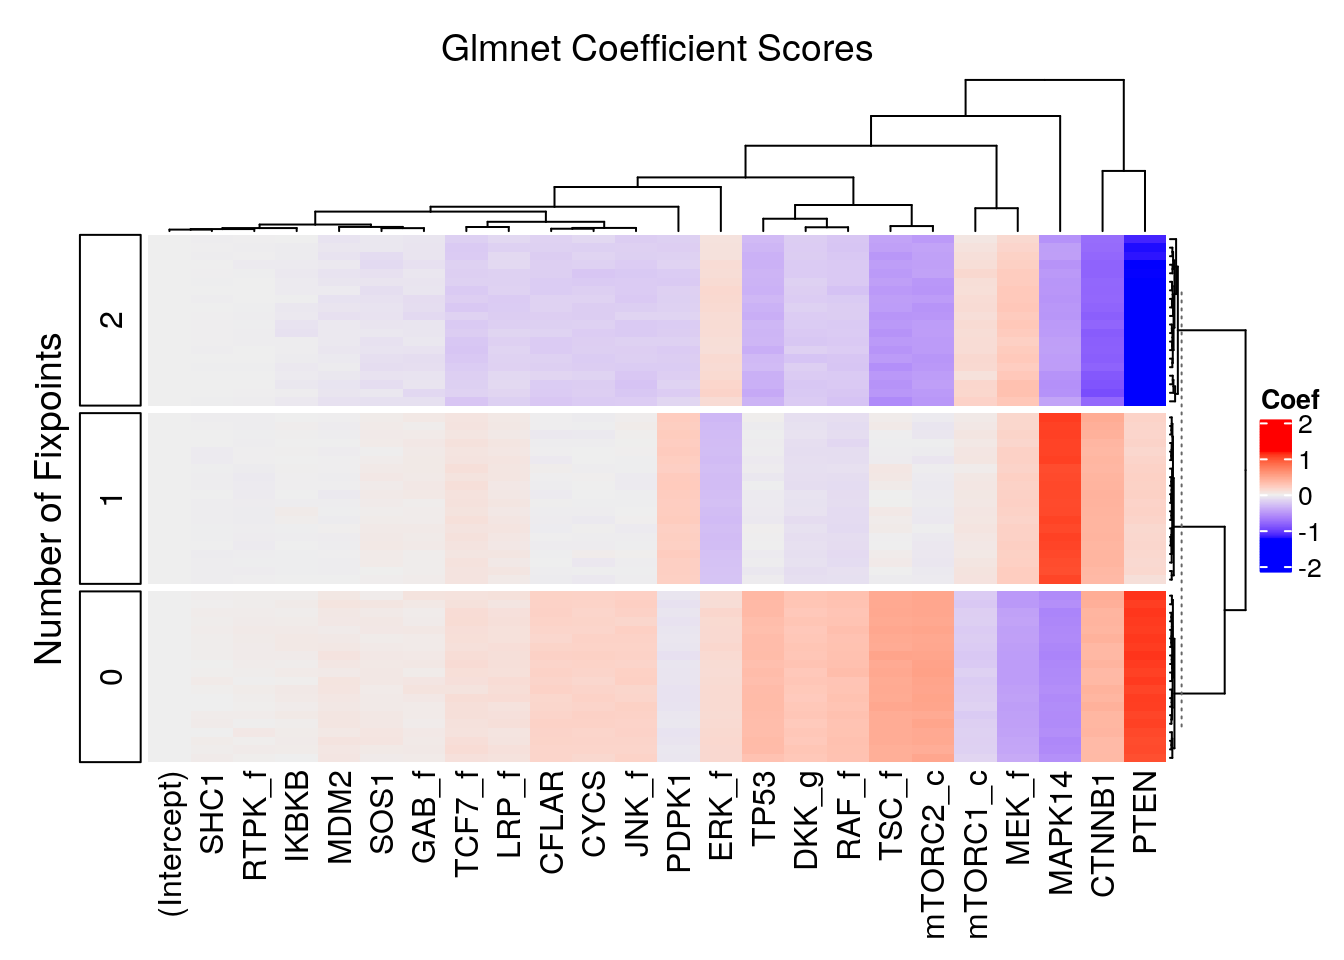 Glmnet Coefficient Scores
Number of Fixpoints
2
1
0
Coef
2
1
0
-1
-2
(Intercept)
SHC1
RTPK_f
IKBKB
MDM2
SOS1
GAB_f
TCF7_f
LRP_f
CFLAR
CYCS
JNK_f
PDPK1
ERK_f
TP53
DKK_g
RAF_f
TSC_f
mTORC2_c
mTORC1_c
MEK_f
MAPK14
CTNNB1
PTEN